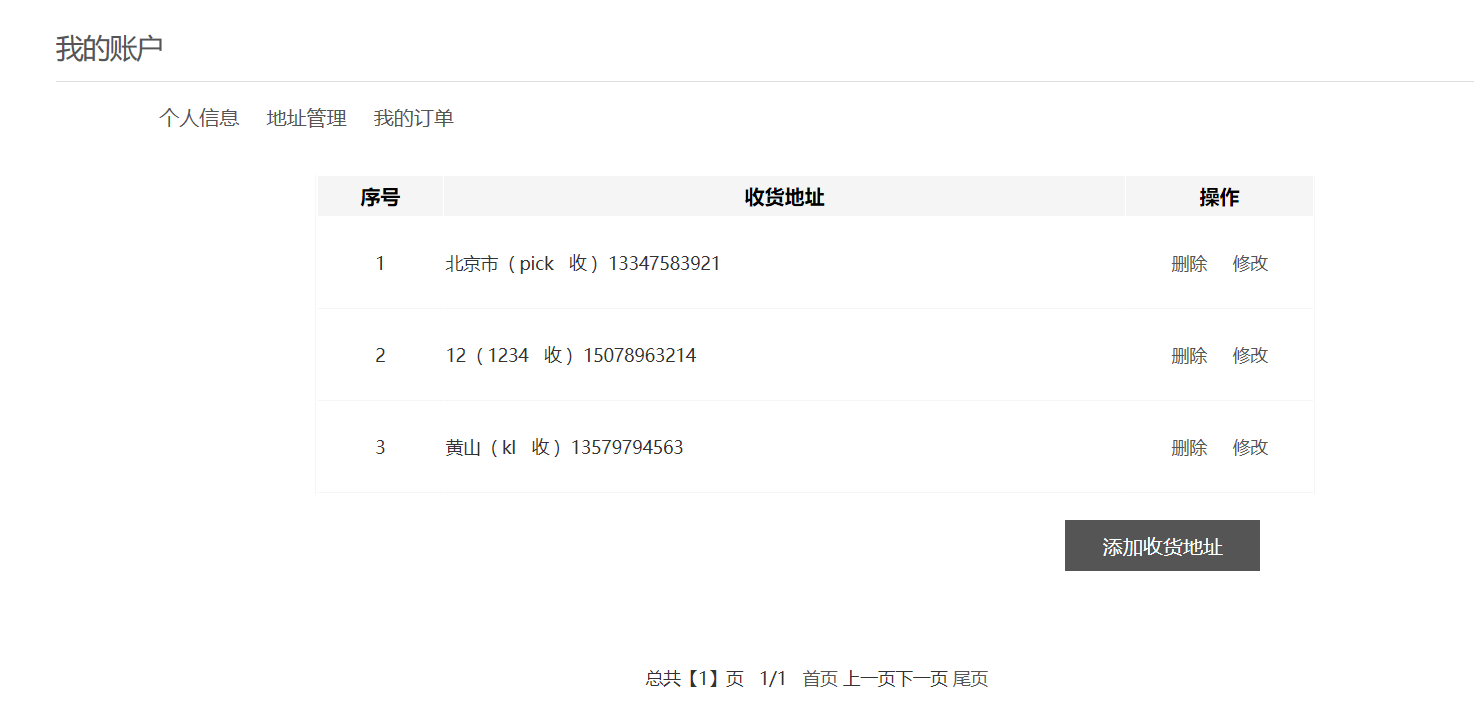 我的账户
个人信息 地址管理 我的订单
序号 收货地址 操作
1 北京市（pick 收）13347583921 删除 修改
2 12（1234 收）15078963214 删除 修改
3 黄山（kl 收）13579794563 删除 修改
添加收货地址
总共【1】页 1/1 首页 上一页下一页 尾页